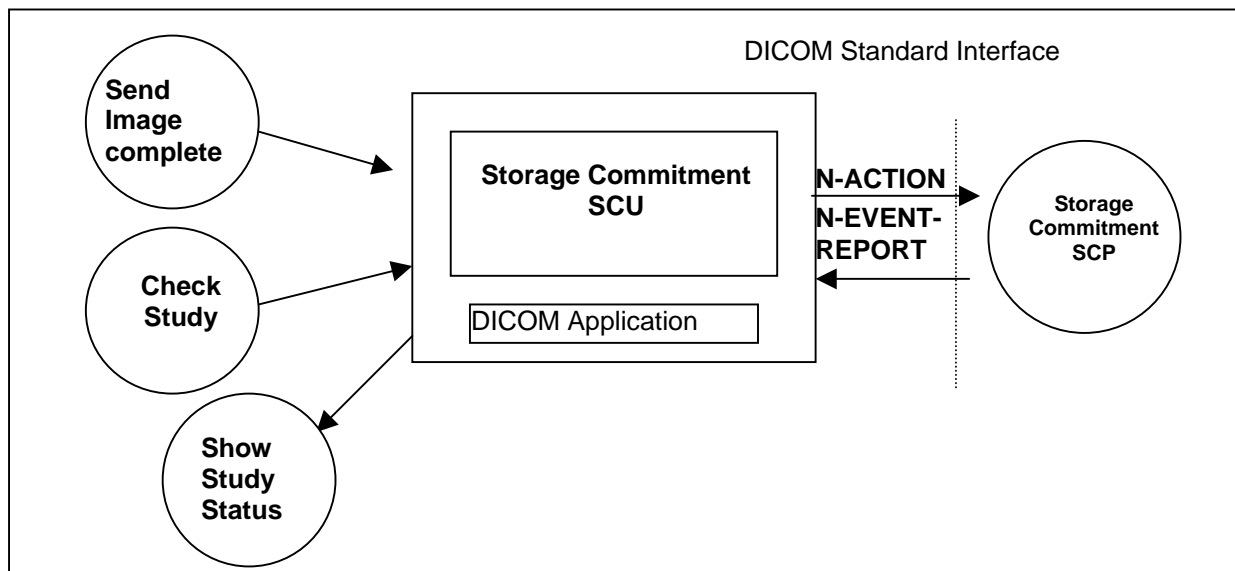 DICOM Standard Interface
Send
Image
complete
Storage Commitment
SCU
N-ACTION
N-EVENT-
REPORT
Storage
Commitment
SCP
Check
Study
DICOM Application
Show
Study
Status